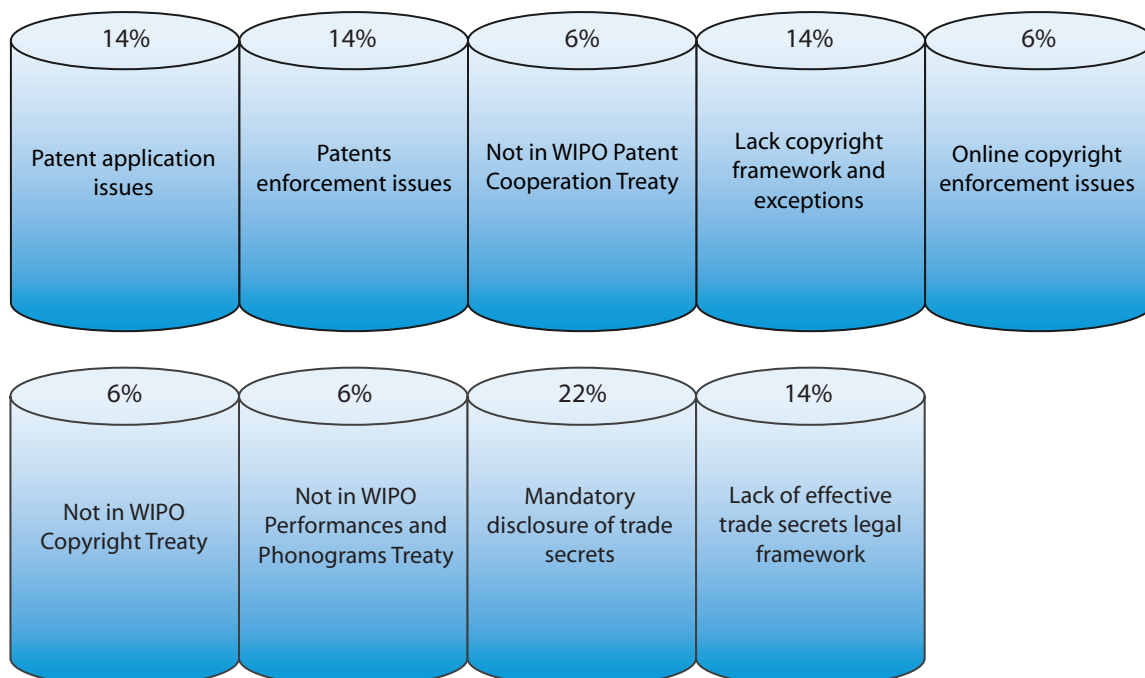 14%
14%
6%
14%
6%
Patent application
issues
Patents
enforcement issues
Not in WIPO Patent
Cooperation Treaty
Lack copyright
framework and
exceptions
Online copyright
enforcement issues
6%
6%
22%
14%
Not in WIPO
Copyright Treaty
Not in WIPO
Performances and
Phonograms Treaty
Mandatory
disclosure of trade
secrets
Lack of effective
trade secrets legal
framework